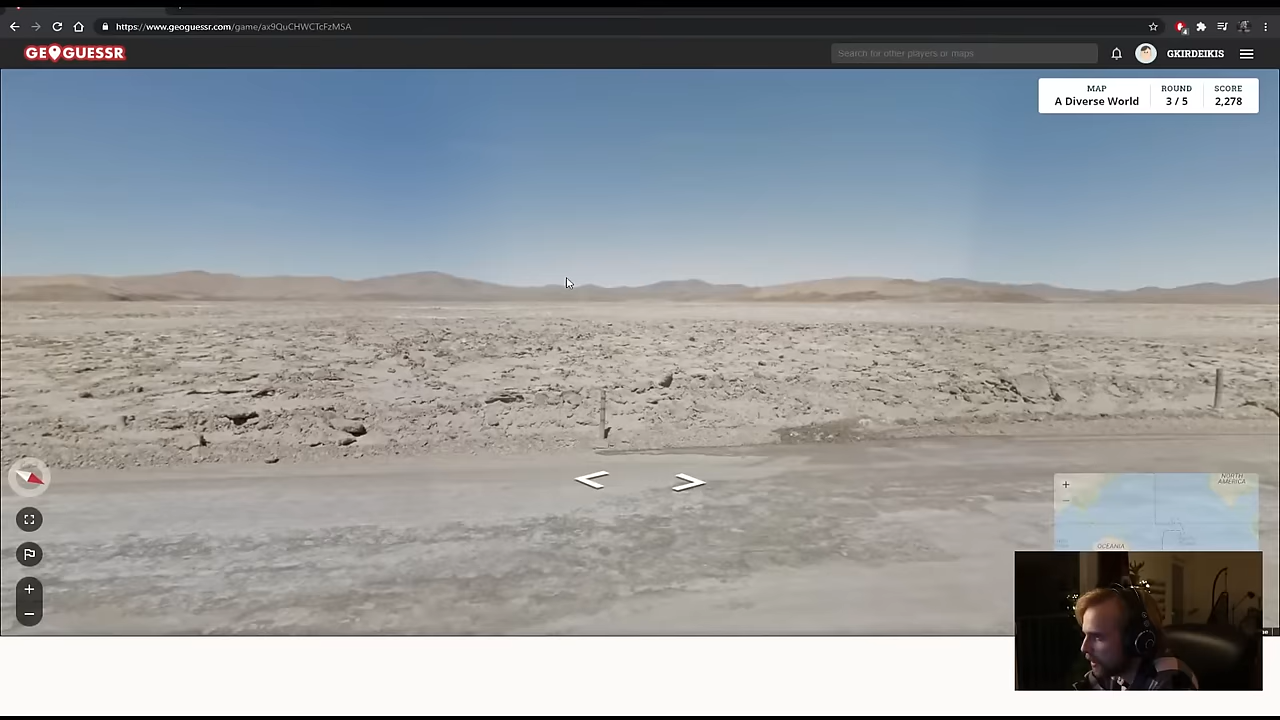 https://www.geoguessr.com/game/ax9QuCHWCTcFzMSA
GEOGUESSR
Search for other players or maps
GKIRDEIKIS
MAP
ROUND
SCORE
A Diverse World
3 / 5
2,278
NORTH
AMERICA
OCEANIA